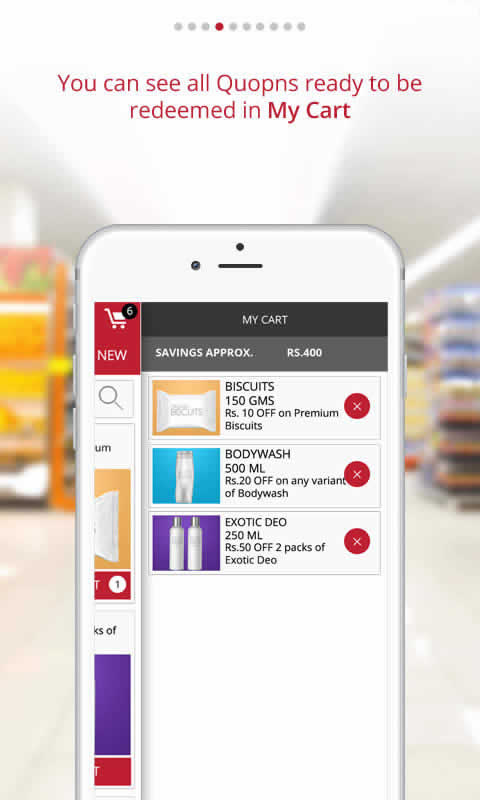 You can see all Quopns ready to be
redeemed in My Cart
6
NEW
MY CART
SAVINGS APPROX. RS.400
BISCUITS
150 GMS
Rs. 10 OFF on Premium
Biscuits
BISCUITS
BODYWASH
500 ML
Rs.20 OFF on any variant
of Bodywash
EXOTIC DEO
250 ML
Rs.50 OFF 2 packs of
Exotic Deo
um
T 1
ks of
T